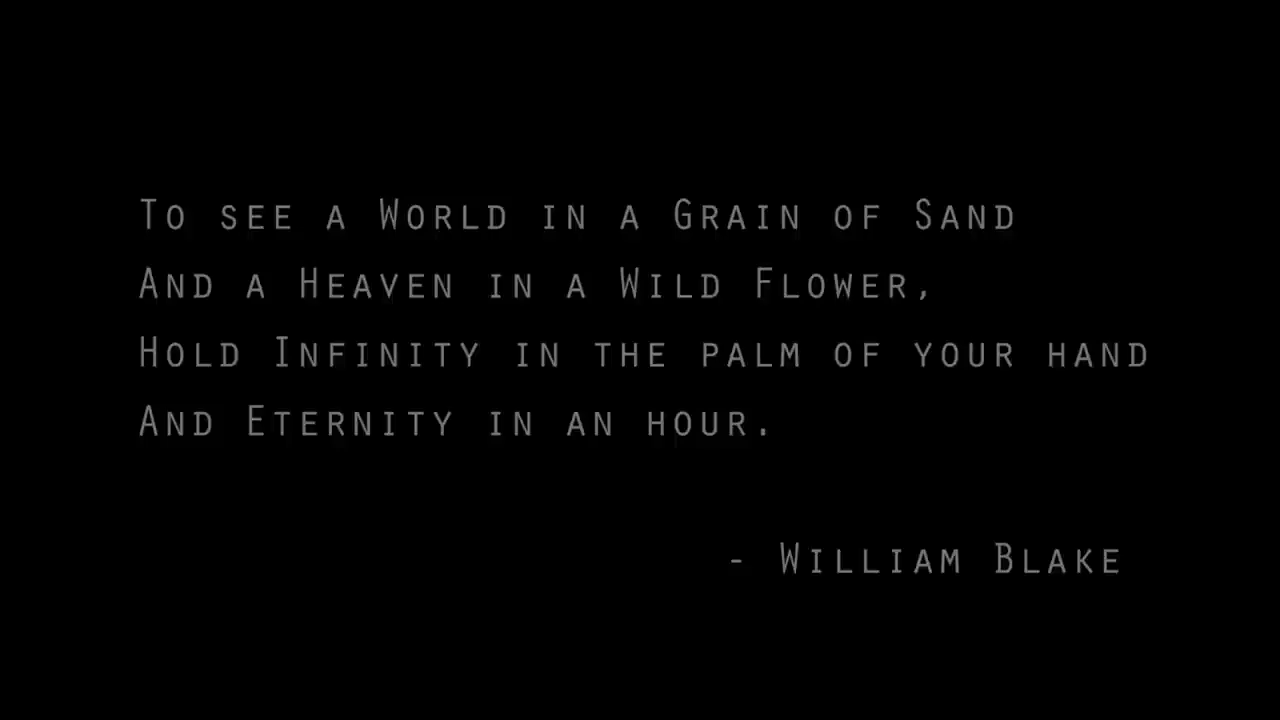 To see a World in a Grain of Sand
And a Heaven in a Wild Flower,
Hold Infinity in the palm of your hand
And Eternity in an hour.
- William Blake